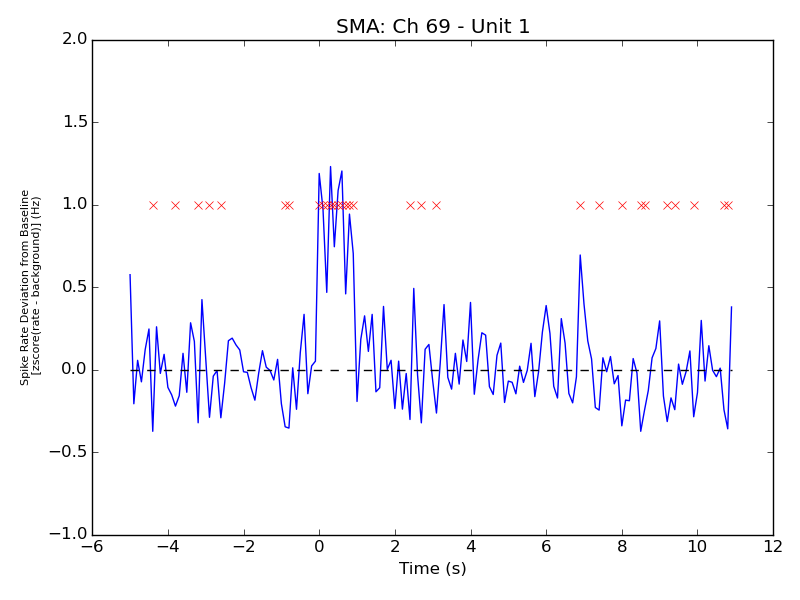 SMA: Ch 69 - Unit 1
2.0
1.5
1.0
0.5
0.0
−0.5
−1.0
Spike Rate Deviation from Baseline
[zscore(rate - background)] (Hz)
−6 −4 −2 0 2 4 6 8 10 12
Time (s)